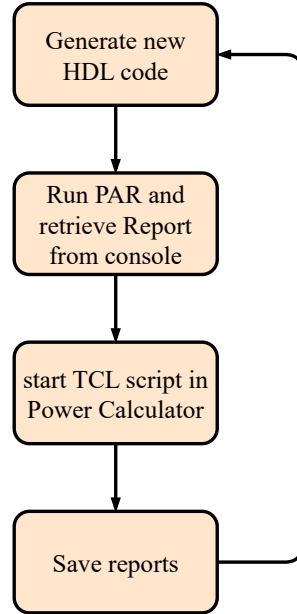 Generate new
HDL code
Run PAR and
retrieve Report
from console
start TCL script in
Power Calculator
Save reports